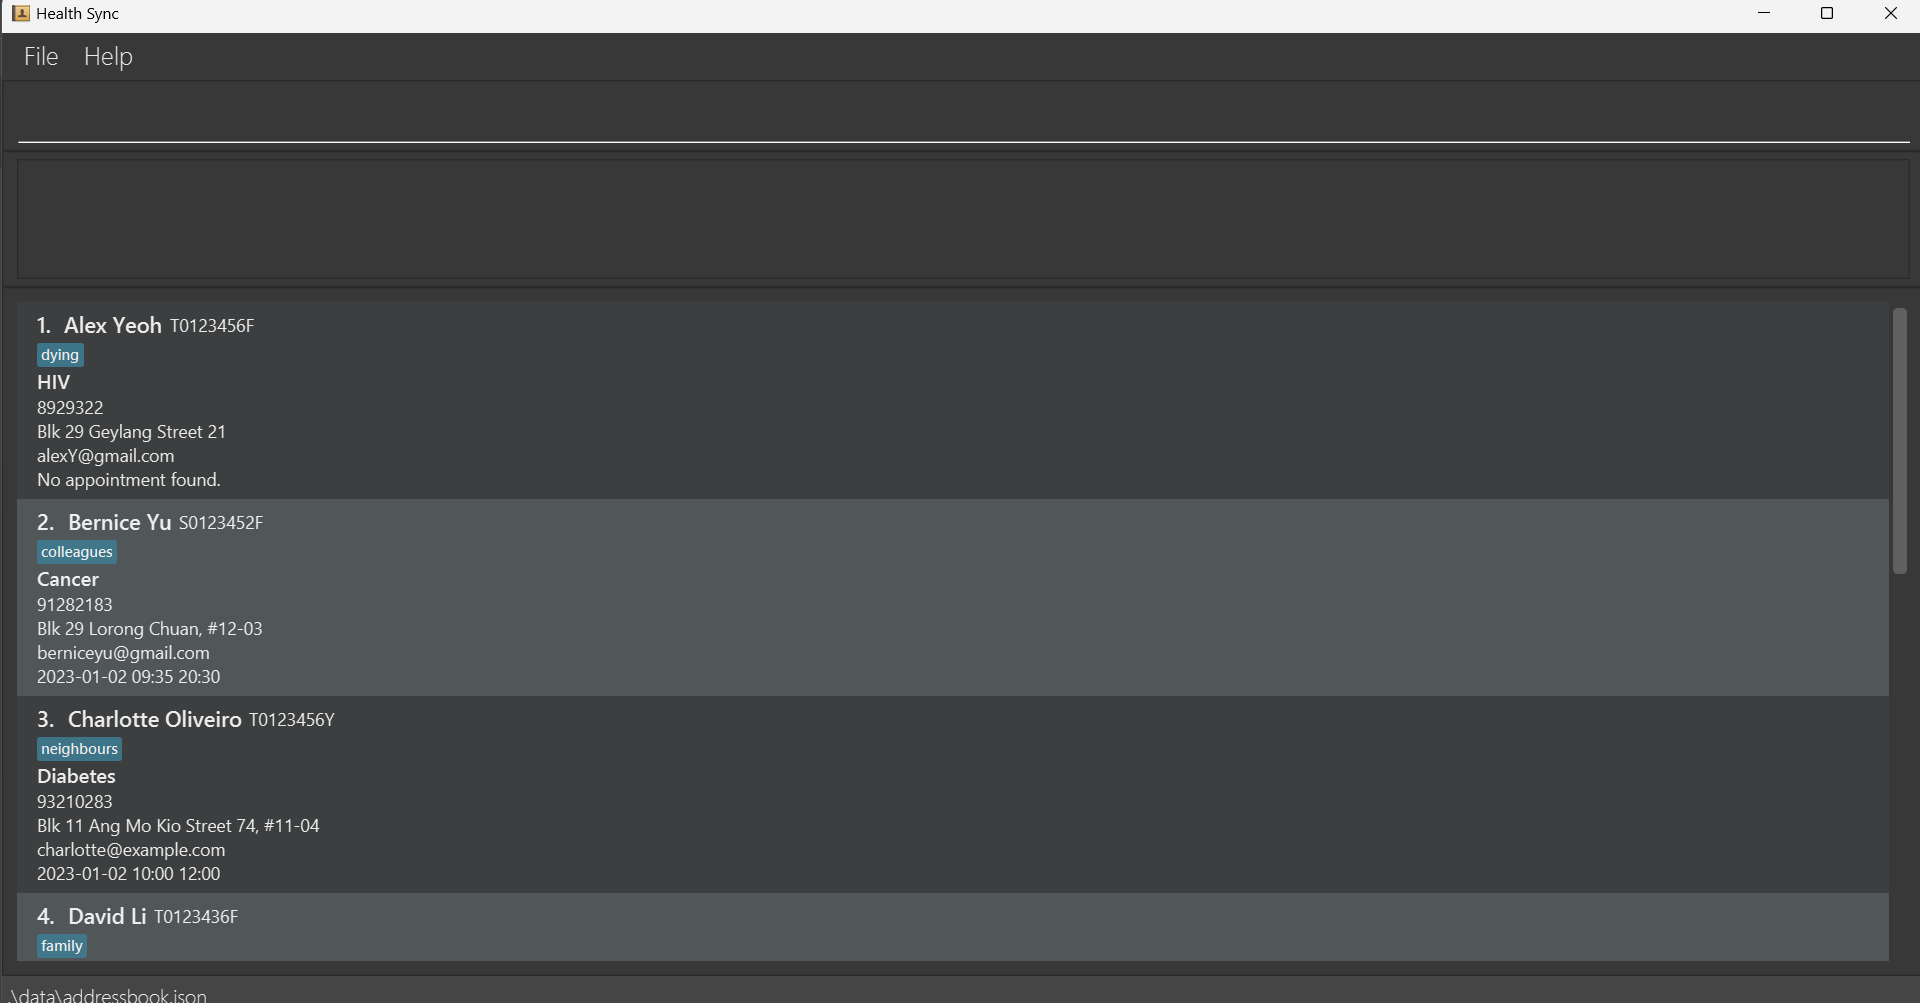 Health Sync
File Help
1. Alex Yeoh T0123456F
dying
HIV
8929322
Blk 29 Geylang Street 21
alexY@gmail.com
No appointment found.
2. Bernice Yu S0123452F
colleagues
Cancer
91282183
Blk 29 Lorong Chuan, #12-03
berniceyu@gmail.com
2023-01-02 09:35 20:30
3. Charlotte Oliveiro T0123456Y
neighbours
Diabetes
93210283
Blk 11 Ang Mo Kio Street 74, #11-04
charlotte@example.com
2023-01-02 10:00 12:00
4. David Li T0123436F
family
.\data\addressbook.json